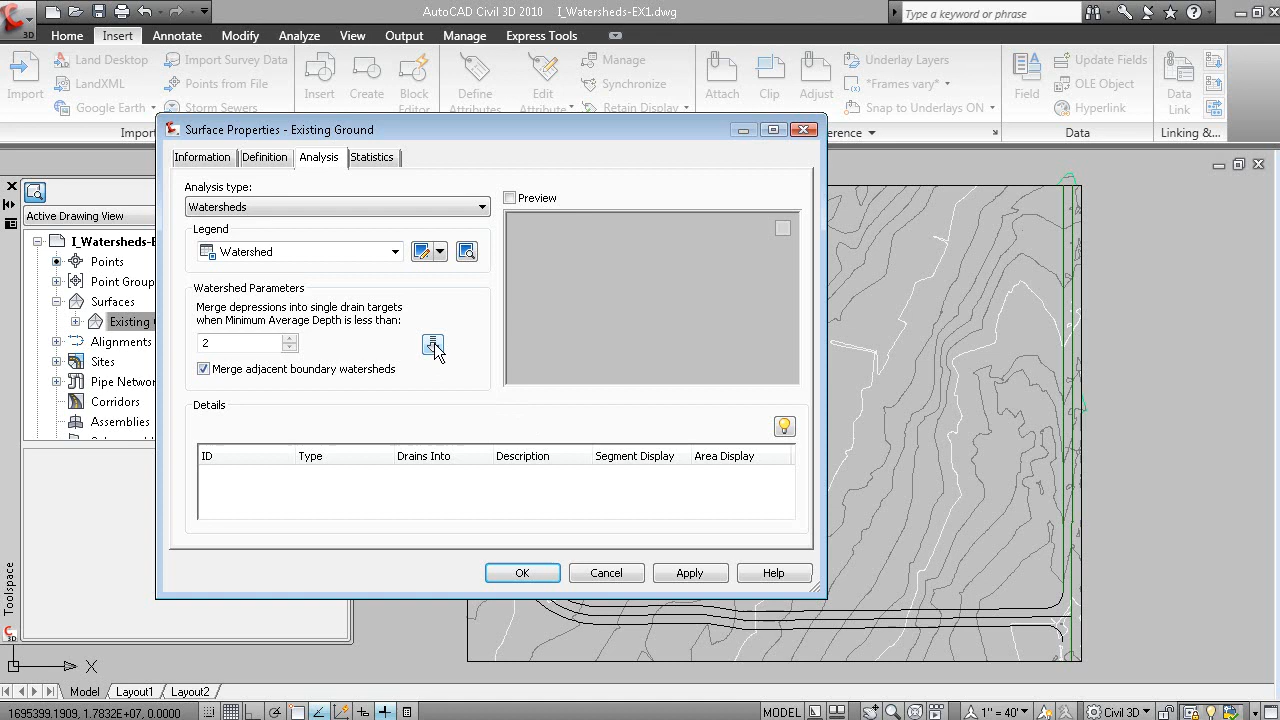 AutoCAD Civil 3D 2010 I_Watersheds-EX1.dwg
Type a keyword or phrase
3D
Home Insert Annotate Modify Analyze View Output Manage Express Tools
Land Desktop Import Survey Data Manage Underlay Layers Update Fields
LandXML Points from File Synchronize *Frames vary* OLE Object
Import Insert Create Block Editor Define Attributes Edit Attribute Attach Clip Adjust Field Data Link
Google Earth Storm Sewers Retain Display Snap to Underlays ON Hyperlink
Import Data Linking &...
Surface Properties - Existing Ground
Information Definition Analysis Statistics
Analysis type:
Watersheds
Preview
Legend
Watershed
Watershed Parameters
Merge depressions into single drain targets
when Minimum Average Depth is less than:
2
Merge adjacent boundary watersheds
Details
ID Type Drains Into Description Segment Display Area Display
OK Cancel Apply Help
Active Drawing View
I_Watersheds-E
Points
Point Group
Surfaces
Existing
Alignments
Sites
Pipe Netwo
Corridors
Assemblies
Toolspace
3D
X
Model Layout1 Layout2
1695399.1909, 1.7832E+07, 0.0000 MODEL 1" = 40' Civil 3D